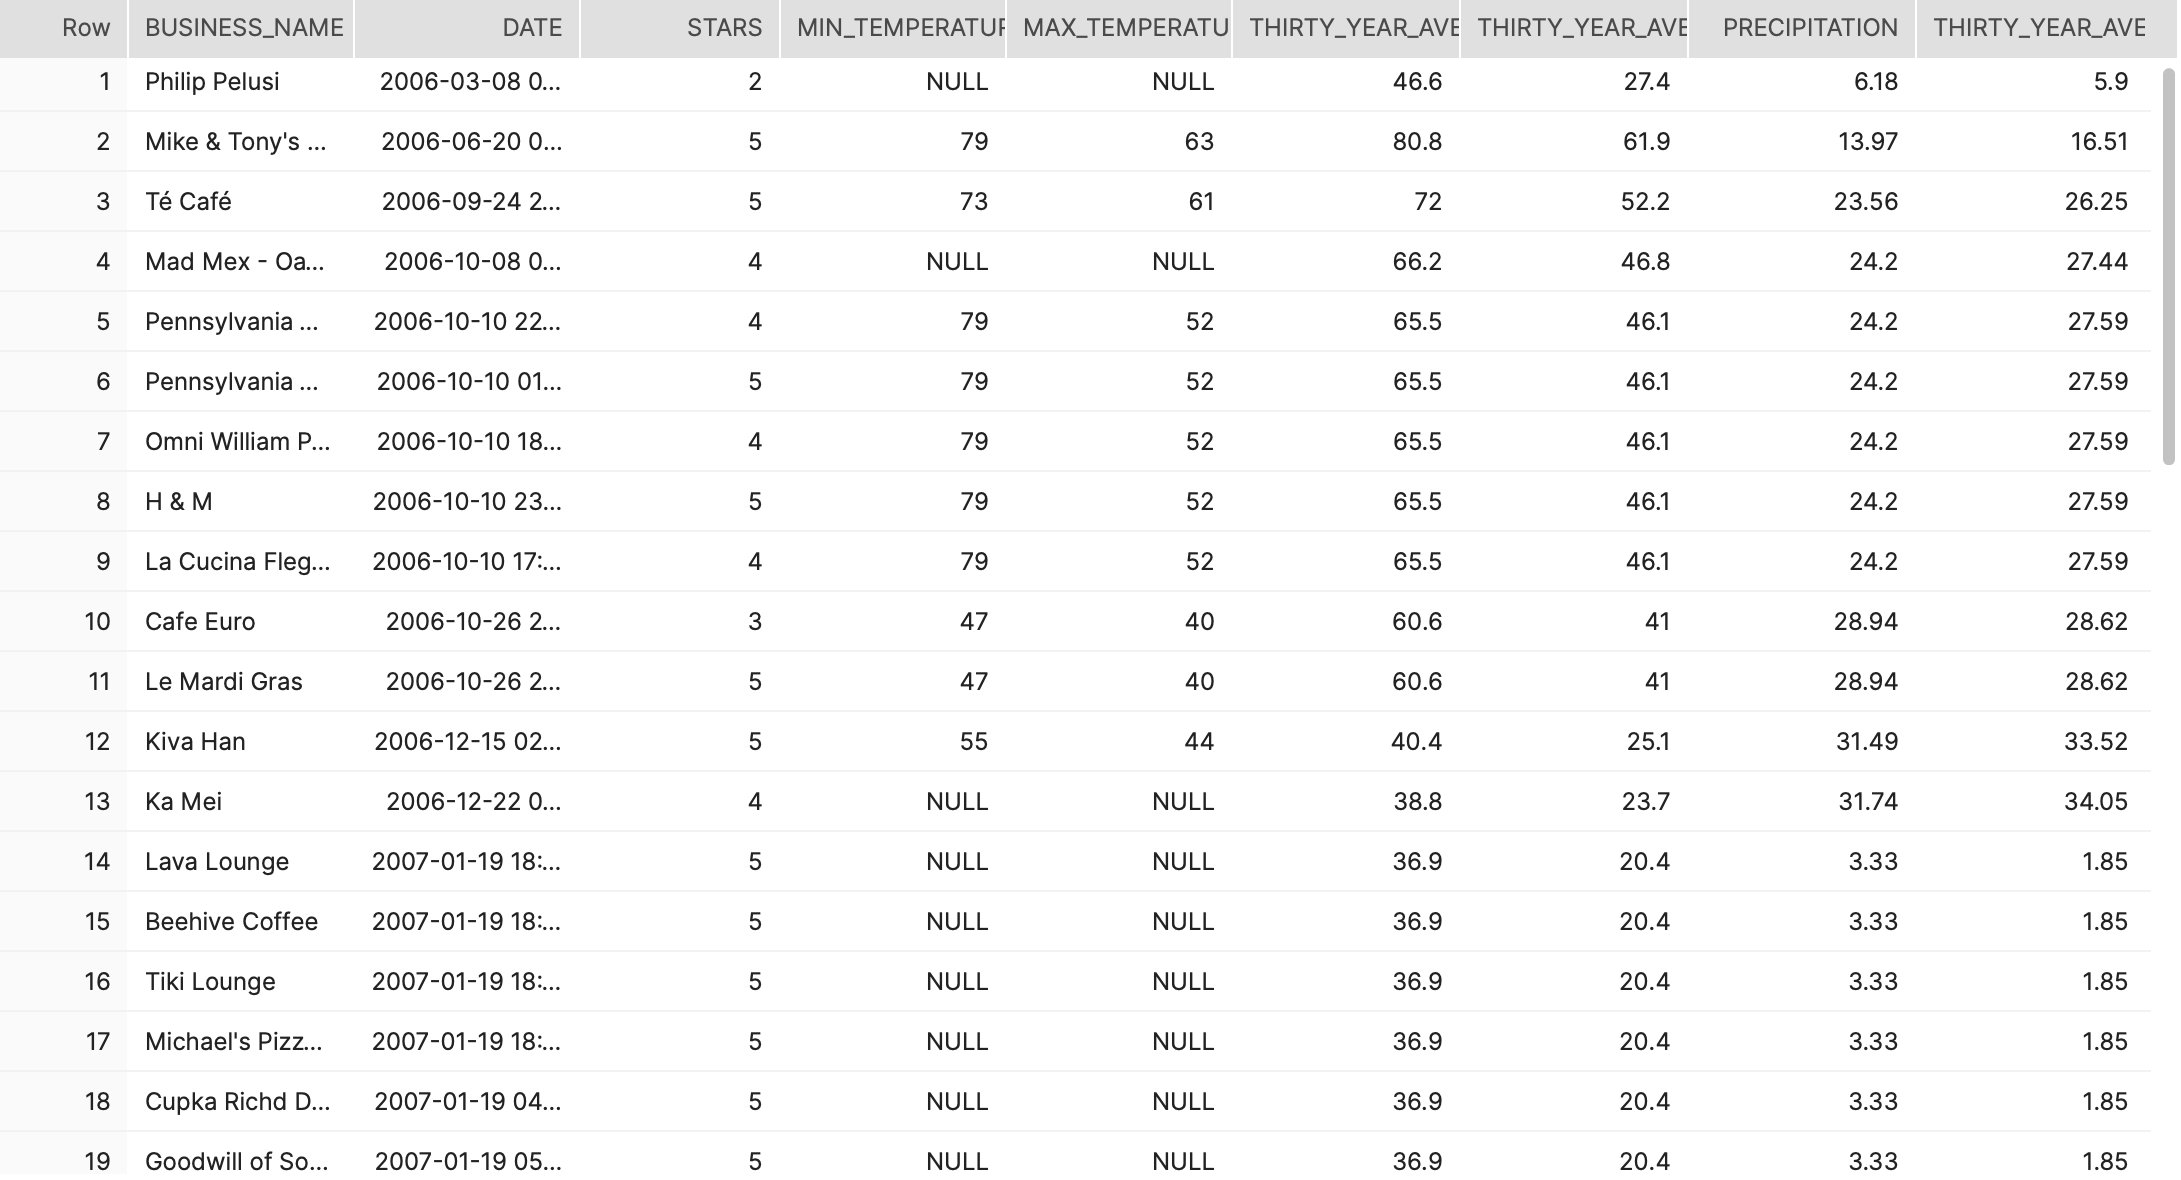 Row BUSINESS_NAME DATE STARS MIN_TEMPERATUR MAX_TEMPERATU THIRTY_YEAR_AVE THIRTY_YEAR_AVE PRECIPITATION THIRTY_YEAR_AVE
1 Philip Pelusi 2006-03-08 0... 2 NULL NULL 46.6 27.4 6.18 5.9
2 Mike & Tony's ... 2006-06-20 0... 5 79 63 80.8 61.9 13.97 16.51
3 Té Café 2006-09-24 2... 5 73 61 72 52.2 23.56 26.25
4 Mad Mex - Oa... 2006-10-08 0... 4 NULL NULL 66.2 46.8 24.2 27.44
5 Pennsylvania ... 2006-10-10 22... 4 79 52 65.5 46.1 24.2 27.59
6 Pennsylvania ... 2006-10-10 01... 5 79 52 65.5 46.1 24.2 27.59
7 Omni William P... 2006-10-10 18... 4 79 52 65.5 46.1 24.2 27.59
8 H & M 2006-10-10 23... 5 79 52 65.5 46.1 24.2 27.59
9 La Cucina Fleg... 2006-10-10 17:... 4 79 52 65.5 46.1 24.2 27.59
10 Cafe Euro 2006-10-26 2... 3 47 40 60.6 41 28.94 28.62
11 Le Mardi Gras 2006-10-26 2... 5 47 40 60.6 41 28.94 28.62
12 Kiva Han 2006-12-15 02... 5 55 44 40.4 25.1 31.49 33.52
13 Ka Mei 2006-12-22 0... 4 NULL NULL 38.8 23.7 31.74 34.05
14 Lava Lounge 2007-01-19 18:... 5 NULL NULL 36.9 20.4 3.33 1.85
15 Beehive Coffee 2007-01-19 18:... 5 NULL NULL 36.9 20.4 3.33 1.85
16 Tiki Lounge 2007-01-19 18:... 5 NULL NULL 36.9 20.4 3.33 1.85
17 Michael's Pizz... 2007-01-19 18:... 5 NULL NULL 36.9 20.4 3.33 1.85
18 Cupka Richd D... 2007-01-19 04... 5 NULL NULL 36.9 20.4 3.33 1.85
19 Goodwill of So... 2007-01-19 05... 5 NULL NULL 36.9 20.4 3.33 1.85